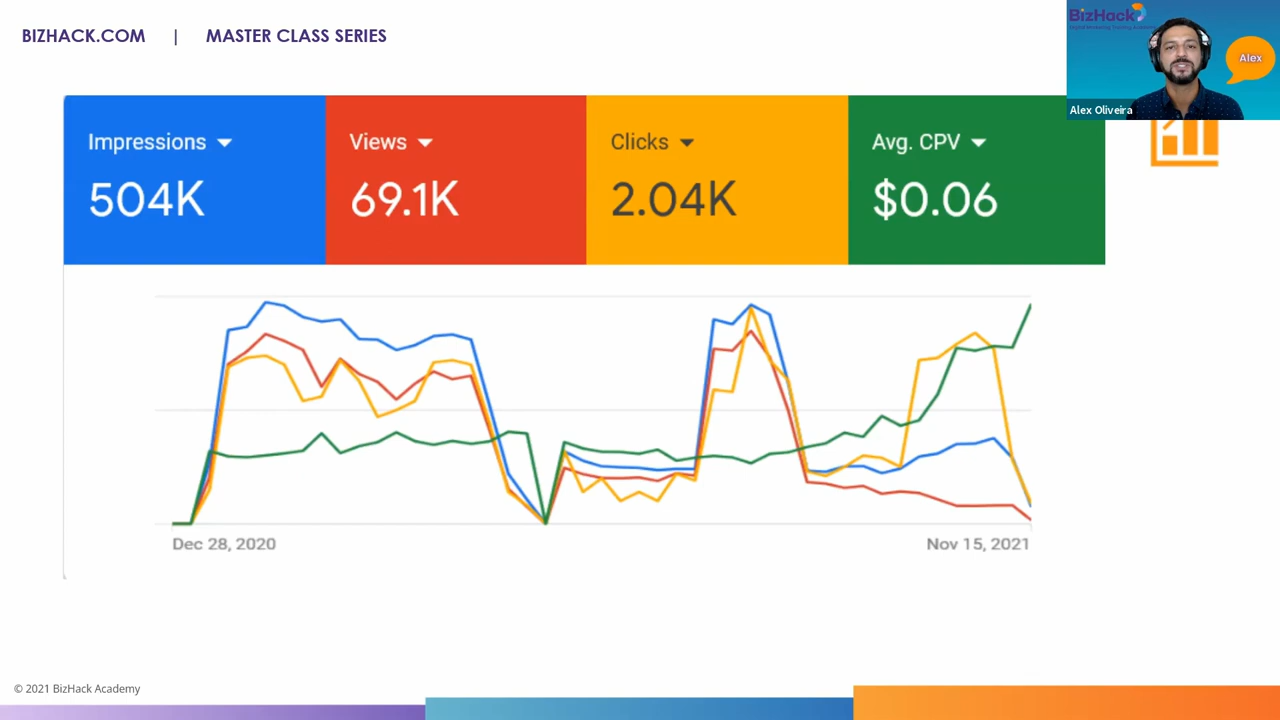 BIZHACK.COM | MASTER CLASS SERIES
BizHack
Alex
Alex Oliveira
Impressions
504K
Views
69.1K
Clicks
2.04K
Avg. CPV
$0.06
Dec 28, 2020
Nov 15, 2021
© 2021 BizHack Academy